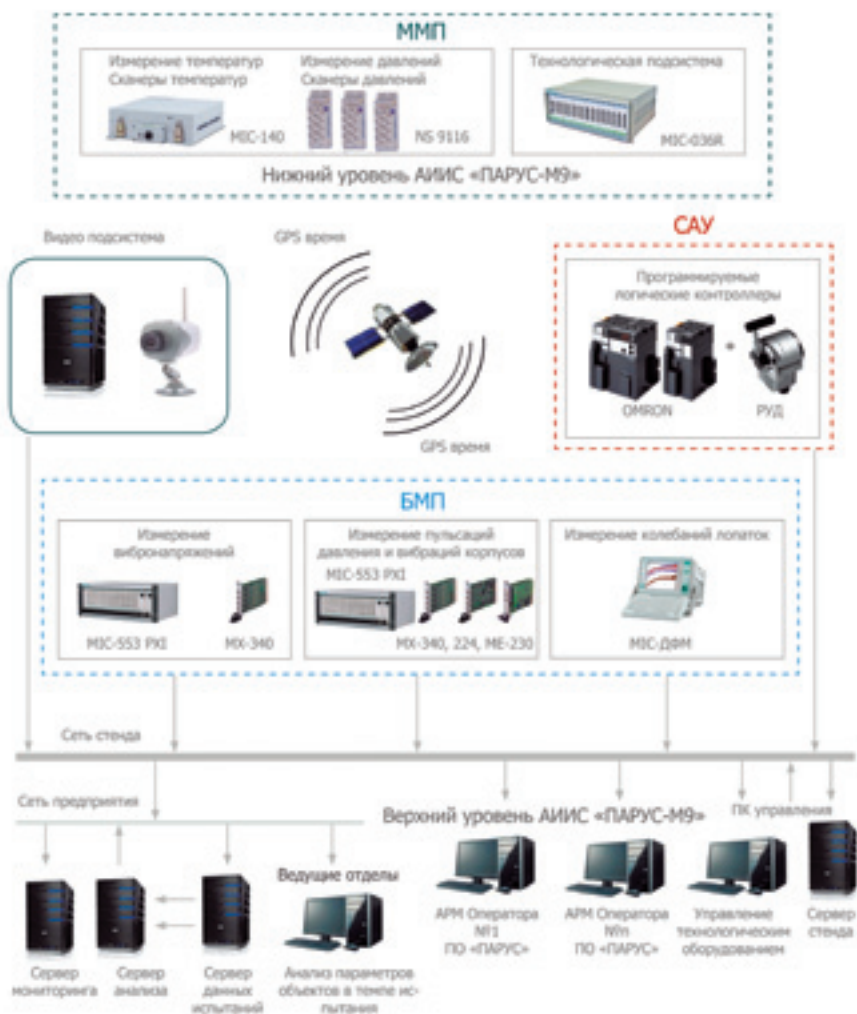 ММП
Измерение температур
Сканеры температур
MIC-140
Измерение давлений
Сканеры давлений
NS 9116
Технологическая подсистема
MIC-036R
Нижний уровень АИИС «ПАРУС-М9»
Видео подсистема
GPS время
GPS время
САУ
Программируемые
логические контроллеры
OMRON
РУД
БМП
Измерение
вибронапряжений
MIC-553 PXI
MX-340
Измерение пульсаций
давления и вибраций корпусов
MIC-553 PXI
MX-340, 224, ME-230
Измерение колебаний лопаток
MIC-ДФМ
Сеть стенда
Сеть предприятия
Верхний уровень АИИС «ПАРУС-М9»
ПК управления
Ведущие отделы
Сервер
мониторинга
Сервер
анализа
Сервер
данных
испытаний
Анализ параметров
объектов в темпе ис-
пытания
АРМ Оператора
№1
ПО «ПАРУС»
АРМ Оператора
№n
ПО «ПАРУС»
Управление
технологическим
оборудованием
Сервер
стенда